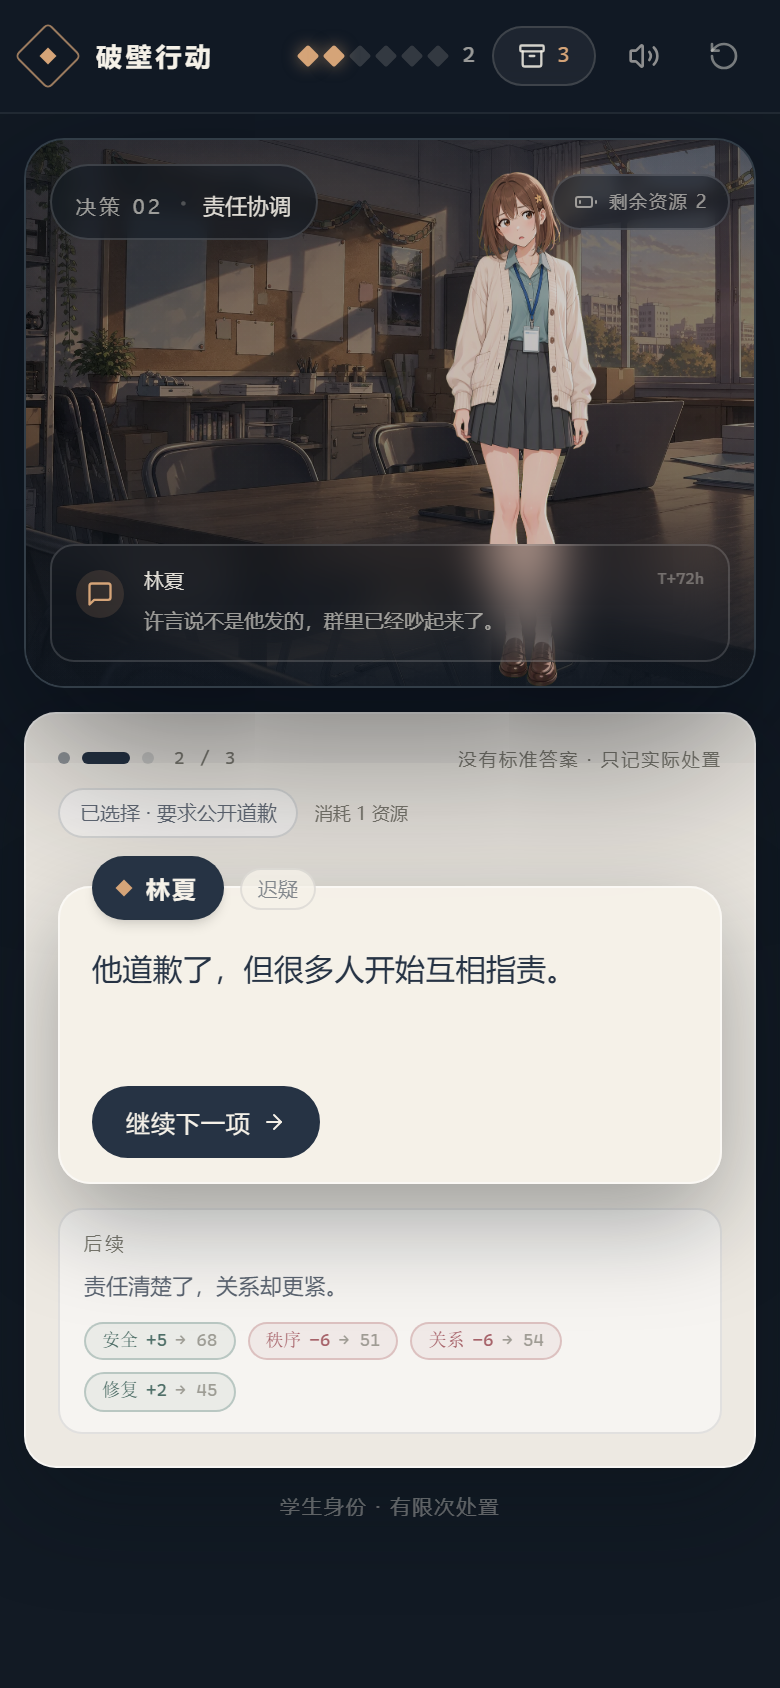 破壁行动
2
3
决策 02 · 责任协调
剩余资源 2
林夏
T+72h
许言说不是他发的，群里已经吵起来了。
2 / 3
没有标准答案 · 只记实际处置
已选择 · 要求公开道歉
消耗 1 资源
林夏
迟疑
他道歉了，但很多人开始互相指责。
继续下一项 →
后续
责任清楚了，关系却更紧。
安全 +5 → 68
秩序 −6 → 51
关系 −6 → 54
修复 +2 → 45
学生身份 · 有限次处置